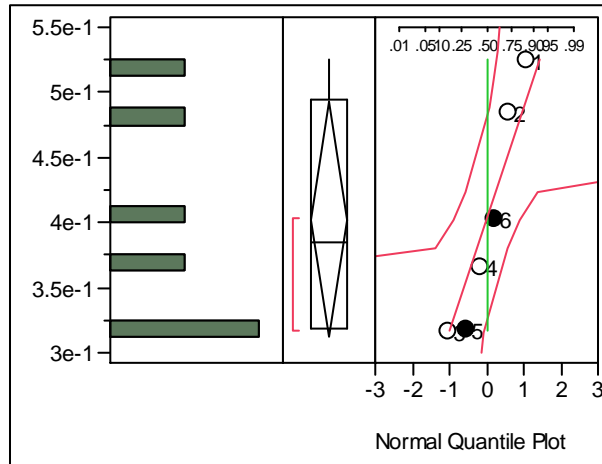 5.5e-1
5e-1
4.5e-1
4e-1
3.5e-1
3e-1
.01 .05 .10 .25 .50 .75 .90 .95 .99
1
2
6
4
3 5
-3 -2 -1 0 1 2 3
Normal Quantile Plot